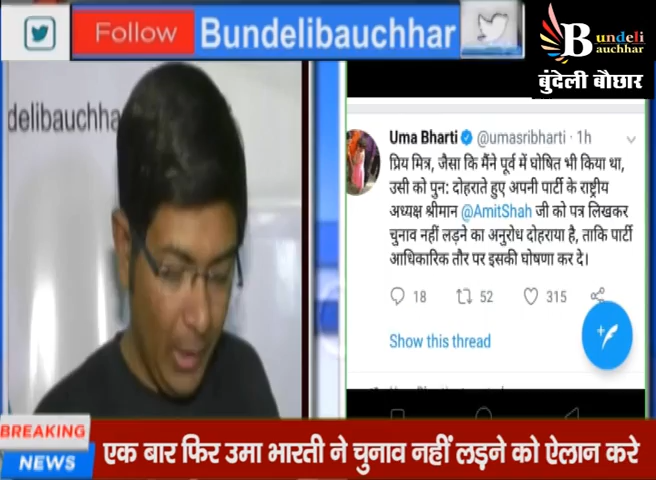 Follow
Bundelibauchhar
Bundeli
Bauchhar
बुंदेली बौछार
delibauchha
Uma Bharti @umasribharti · 1h
प्रिय मित्र, जैसा कि मैंने पूर्व में घोषित भी किया था,
उसी को पुन: दोहराते हुए अपनी पार्टी के राष्ट्रीय
अध्यक्ष श्रीमान @AmitShah जी को पत्र लिखकर
चुनाव नहीं लड़ने का अनुरोध दोहराया है, ताकि पार्टी
आधिकारिक तौर पर इसकी घोषणा कर दे।
18 52 315
Show this thread
BREAKING
NEWS
एक बार फिर उमा भारती ने चुनाव नहीं लड़ने को ऐलान करे